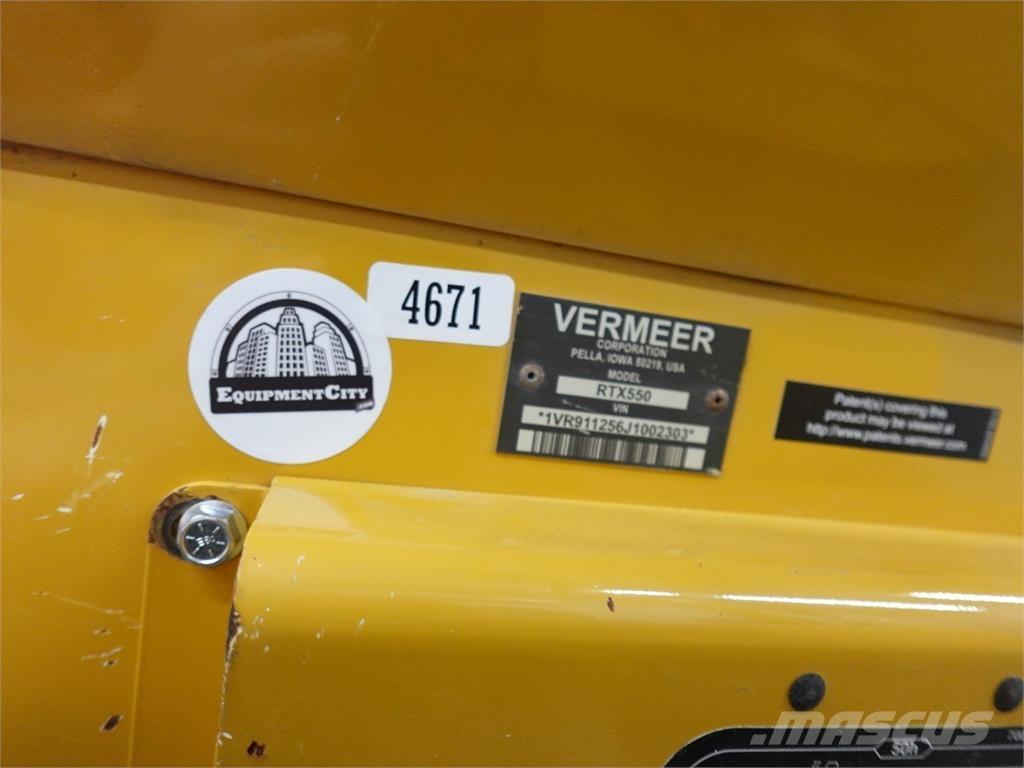 4671
EQUIPMENTCITY
VERMEER
CORPORATION
PELLA, IOWA 50219, USA
MODEL
RTX550
VIN
*1VR911256J1002303*
Patent(s) covering this
product may be viewed at
http://www.patents.vermeer.com
mascus
50h